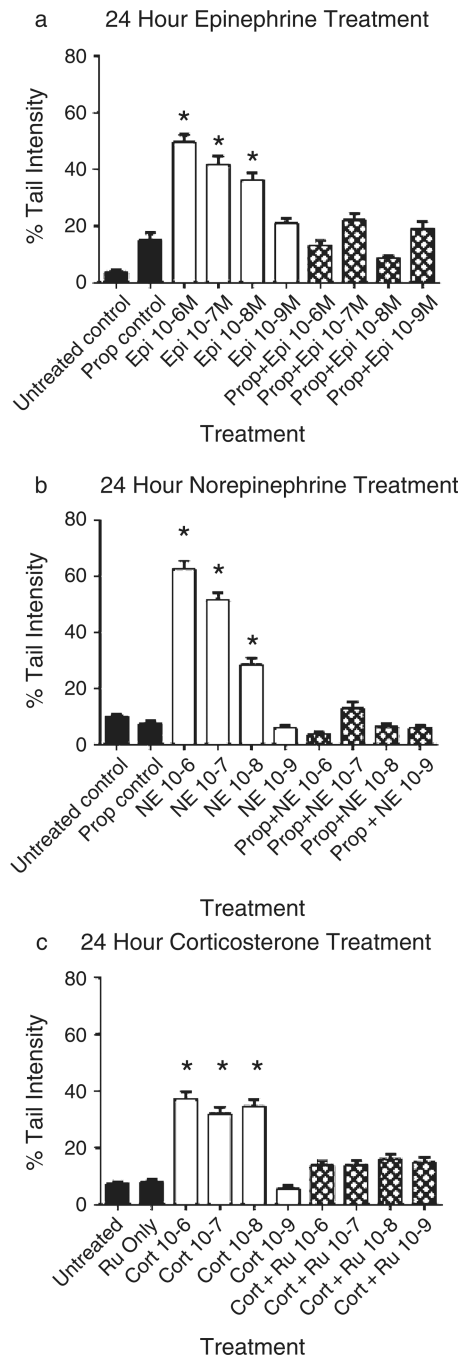 a 24 Hour Epinephrine Treatment
80
60
40
20
0
% Tail Intensity
* * *
Untreated control
Prop control
Epi 10-6M
Epi 10-7M
Epi 10-8M
Epi 10-9M
Prop+Epi 10-6M
Prop+Epi 10-7M
Prop+Epi 10-8M
Prop+Epi 10-9M
Treatment
b 24 Hour Norepinephrine Treatment
80
60
40
20
0
% Tail Intensity
* * *
Untreated control
Prop control
NE 10-6
NE 10-7
NE 10-8
NE 10-9
Prop+NE 10-6
Prop+NE 10-7
Prop+NE 10-8
Prop + NE 10-9
Treatment
c 24 Hour Corticosterone Treatment
80
60
40
20
0
% Tail Intensity
* * *
Untreated
Ru Only
Cort 10-6
Cort 10-7
Cort 10-8
Cort 10-9
Cort + Ru 10-6
Cort + Ru 10-7
Cort + Ru 10-8
Cort + Ru 10-9
Treatment